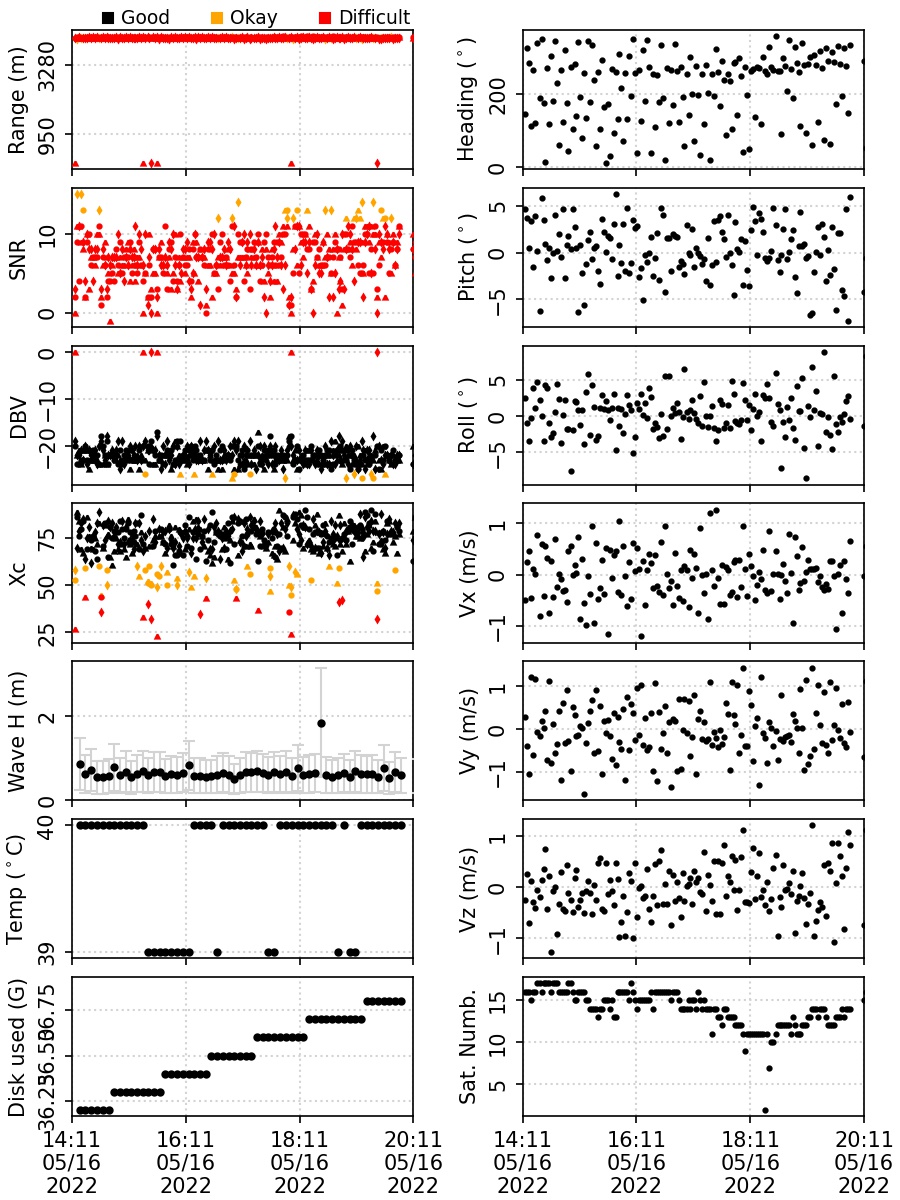 Good Okay Difficult
Range (m)
3280
950
Heading (°)
200
0
SNR
10
0
Pitch (°)
5
0
−5
DBV
0
−10
−20
Roll (°)
5
0
−5
Xc
75
50
25
Vx (m/s)
1
0
−1
Wave H (m)
2
0
Vy (m/s)
1
0
−1
Temp (°C)
40
39
Vz (m/s)
1
0
−1
Disk used (G)
36.75
36.50
36.25
Sat. Numb.
15
10
5
14:11 16:11 18:11 20:11
05/16 05/16 05/16 05/16
2022 2022 2022 2022
14:11 16:11 18:11 20:11
05/16 05/16 05/16 05/16
2022 2022 2022 2022